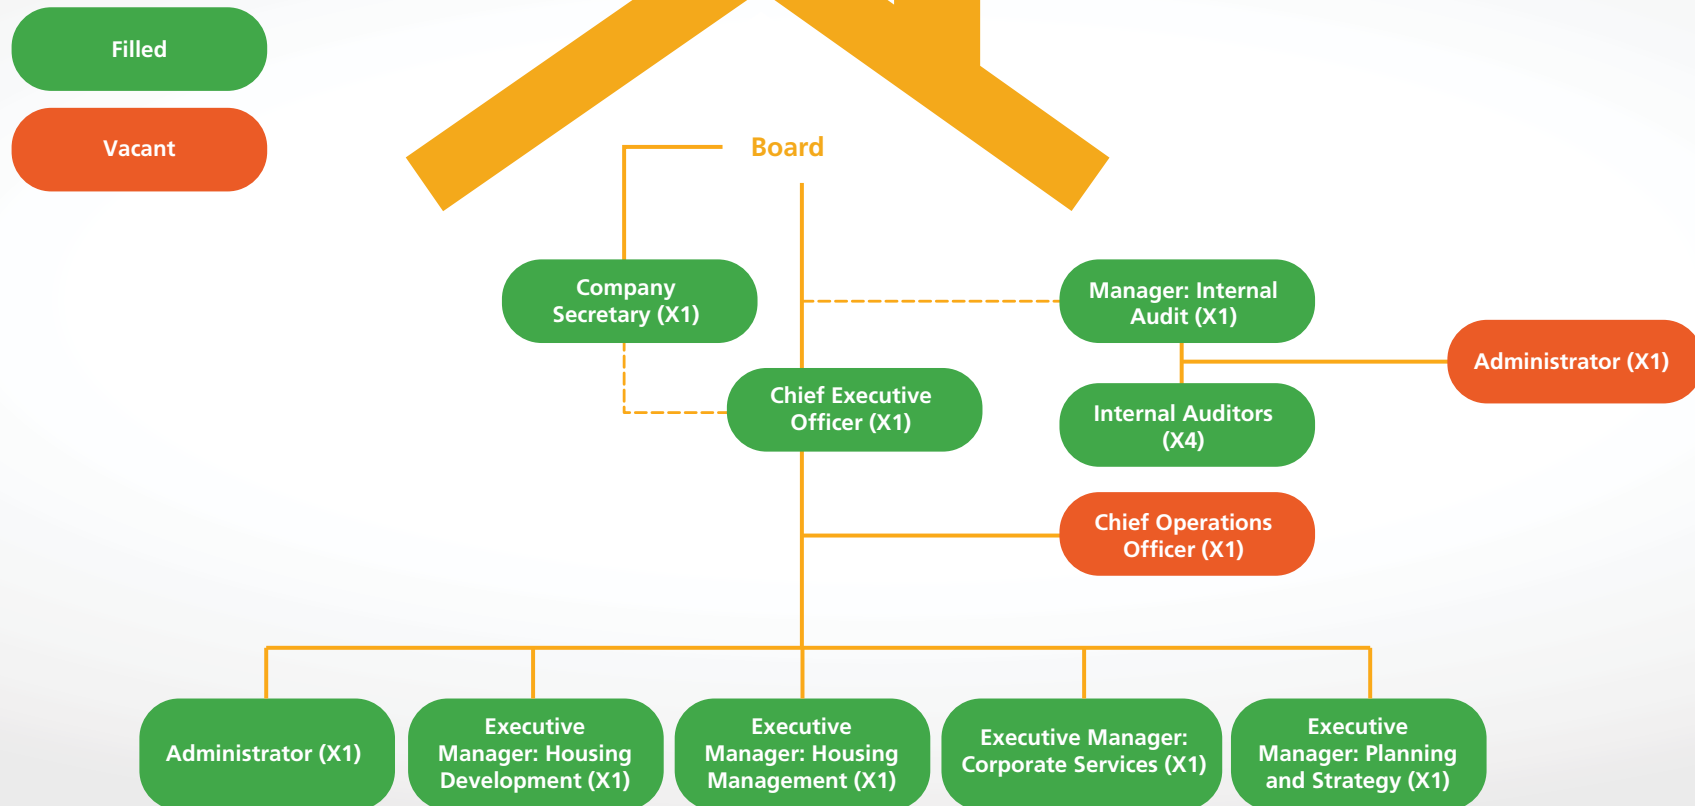 Filled
Vacant
Board
Company
Secretary (X1)
Manager: Internal
Audit (X1)
Administrator (X1)
Chief Executive
Officer (X1)
Internal Auditors
(X4)
Chief Operations
Officer (X1)
Administrator (X1)
Executive
Manager: Housing
Development (X1)
Executive
Manager: Housing
Management (X1)
Executive Manager:
Corporate Services (X1)
Executive
Manager: Planning
and Strategy (X1)